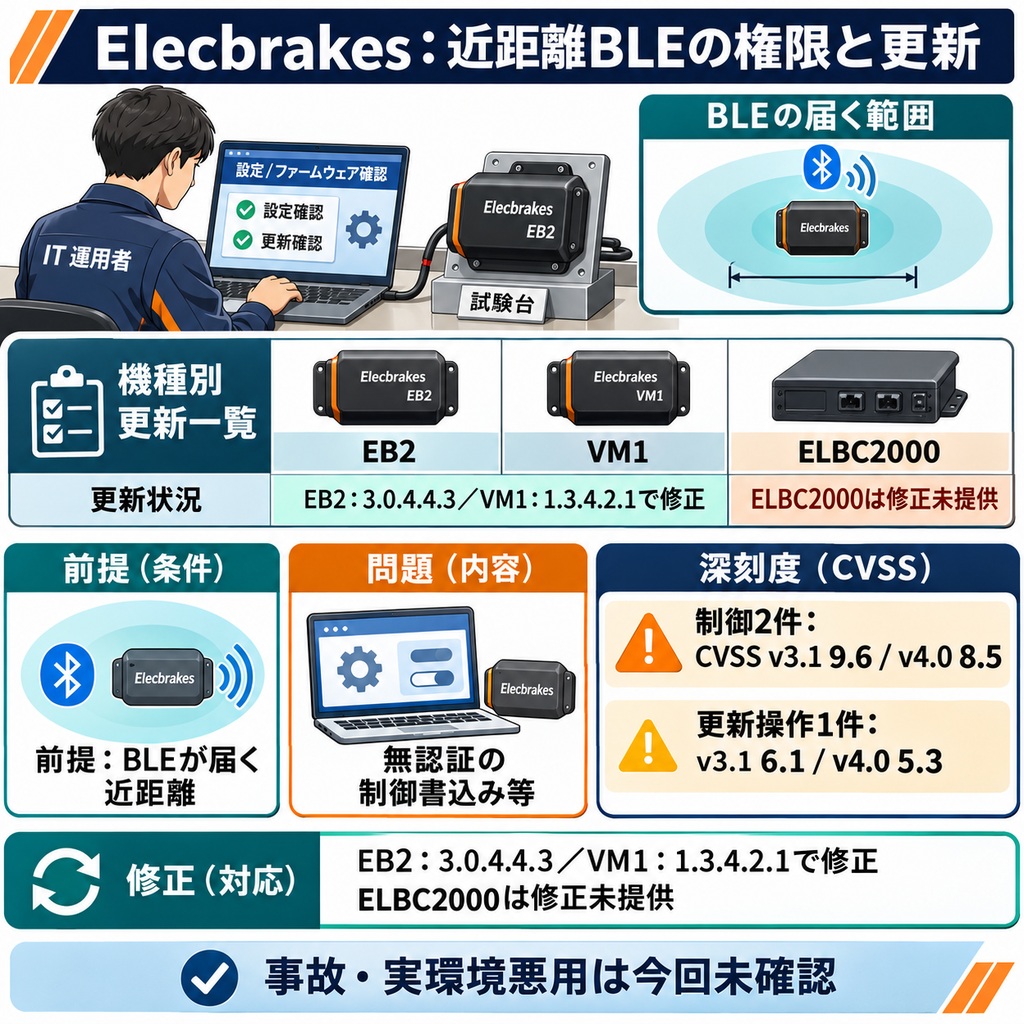 Elecbrakes：近距離BLEの権限と更新
IT 運用者
設定 / ファームウェア確認
設定確認
更新確認
Elecbrakes
EB2
試験台
BLEの届く範囲
Elecbrakes
機種別
更新一覧
Elecbrakes
EB2
EB2
Elecbrakes
VM1
VM1
ELBC2000
更新状況
EB2：3.0.4.4.3／VM1：1.3.4.2.1で修正
ELBC2000は修正未提供
前提（条件）
Elecbrakes
前提：BLEが届く
近距離
問題（内容）
Elecbrakes
無認証の
制御書込み等
深刻度（CVSS）
制御2件：
CVSS v3.1 9.6 / v4.0 8.5
更新操作1件：
v3.1 6.1 / v4.0 5.3
修正（対応）
EB2：3.0.4.4.3／VM1：1.3.4.2.1で修正
ELBC2000は修正未提供
事故・実環境悪用は今回未確認